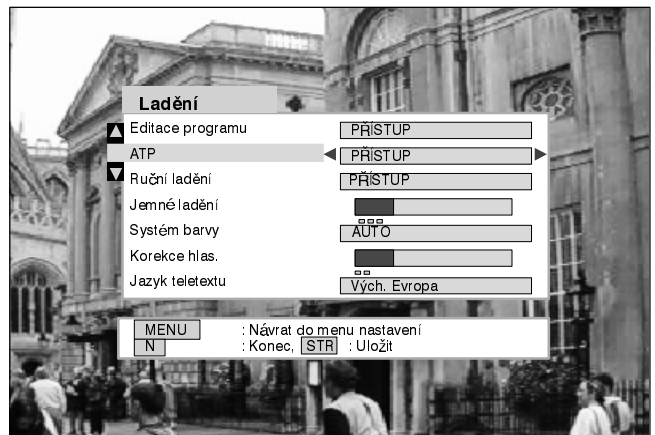 Ladění
Editace programu PŘÍSTUP
ATP PŘÍSTUP
Ruční ladění PŘÍSTUP
Jemné ladění
Systém barvy AUTO
Korekce hlas.
Jazyk teletextu Vých. Evropa
MENU : Návrat do menu nastavení
N : Konec, STR : Uložit